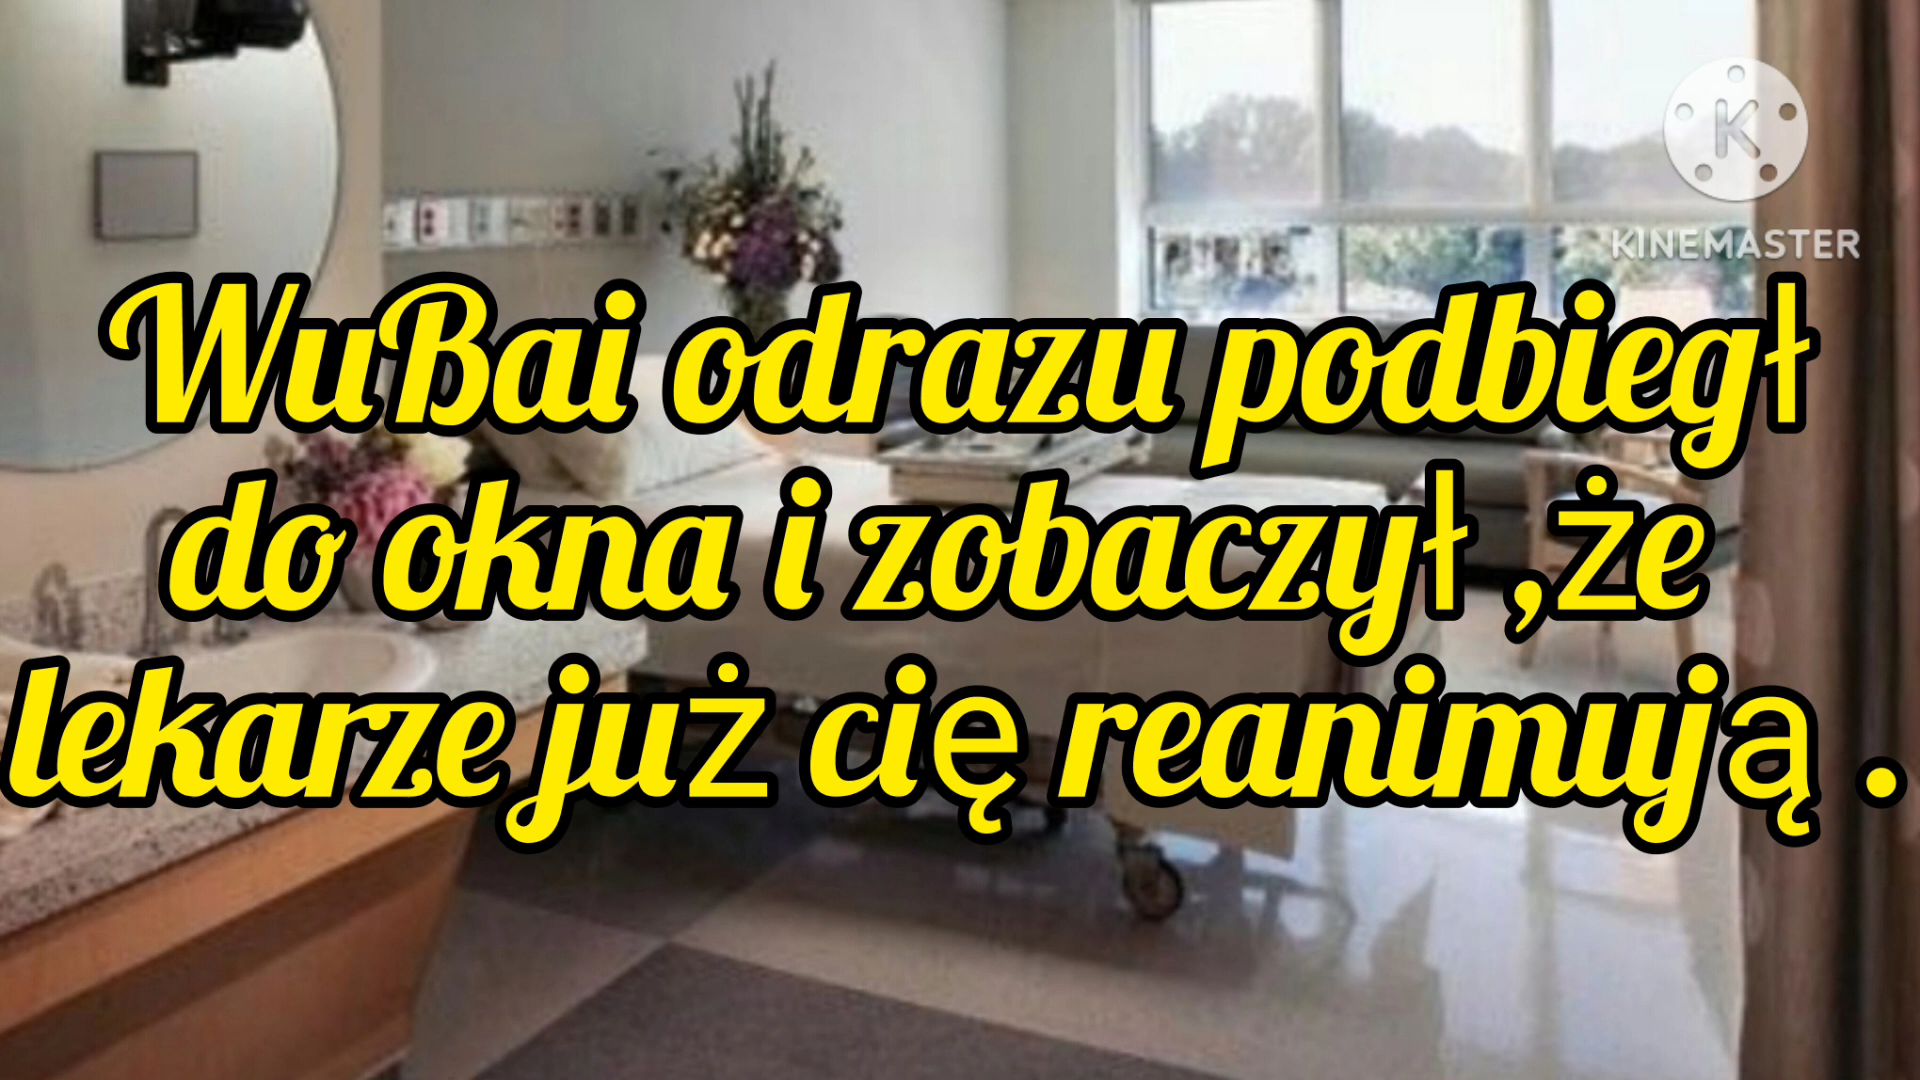 K
KINEMASTER
WuBai odrazu podbiegł
do okna i zobaczył ,że
lekarze już cię reanimują .